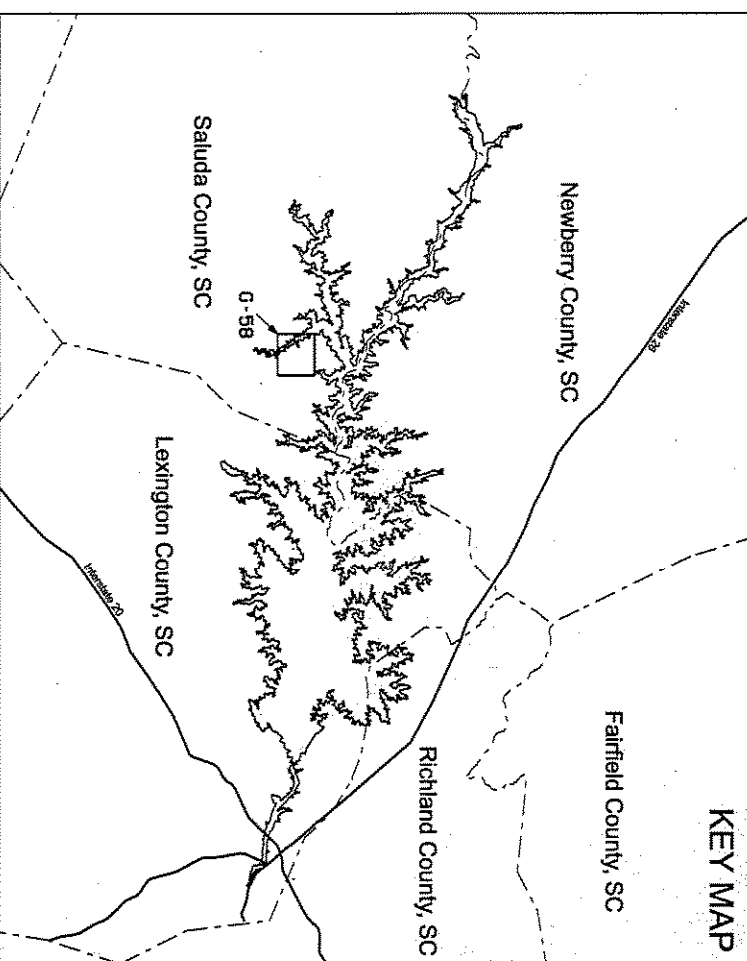 KEY MAP
Fairfield County, SC
Newberry County, SC
Interstate 26
Richland County, SC
Saluda County, SC
G-58
Lexington County, SC
Interstate 20